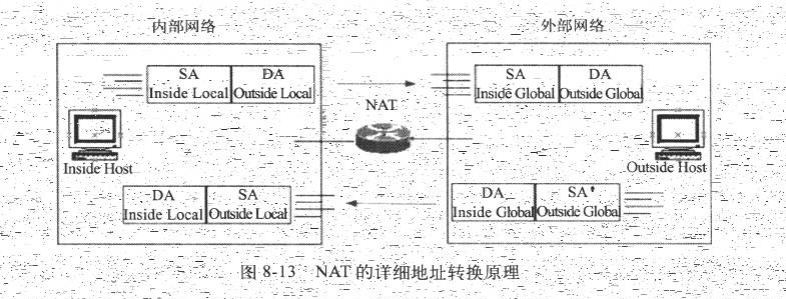 内部网络
外部网络
SA DA
Inside Local Outside Local
SA DA
Inside Global Outside Global
NAT
Inside Host
Outside Host
DA SA
Inside Local Outside Local
DA SA
Inside Global Outside Global
图 8-13 NAT 的详细地址转换原理